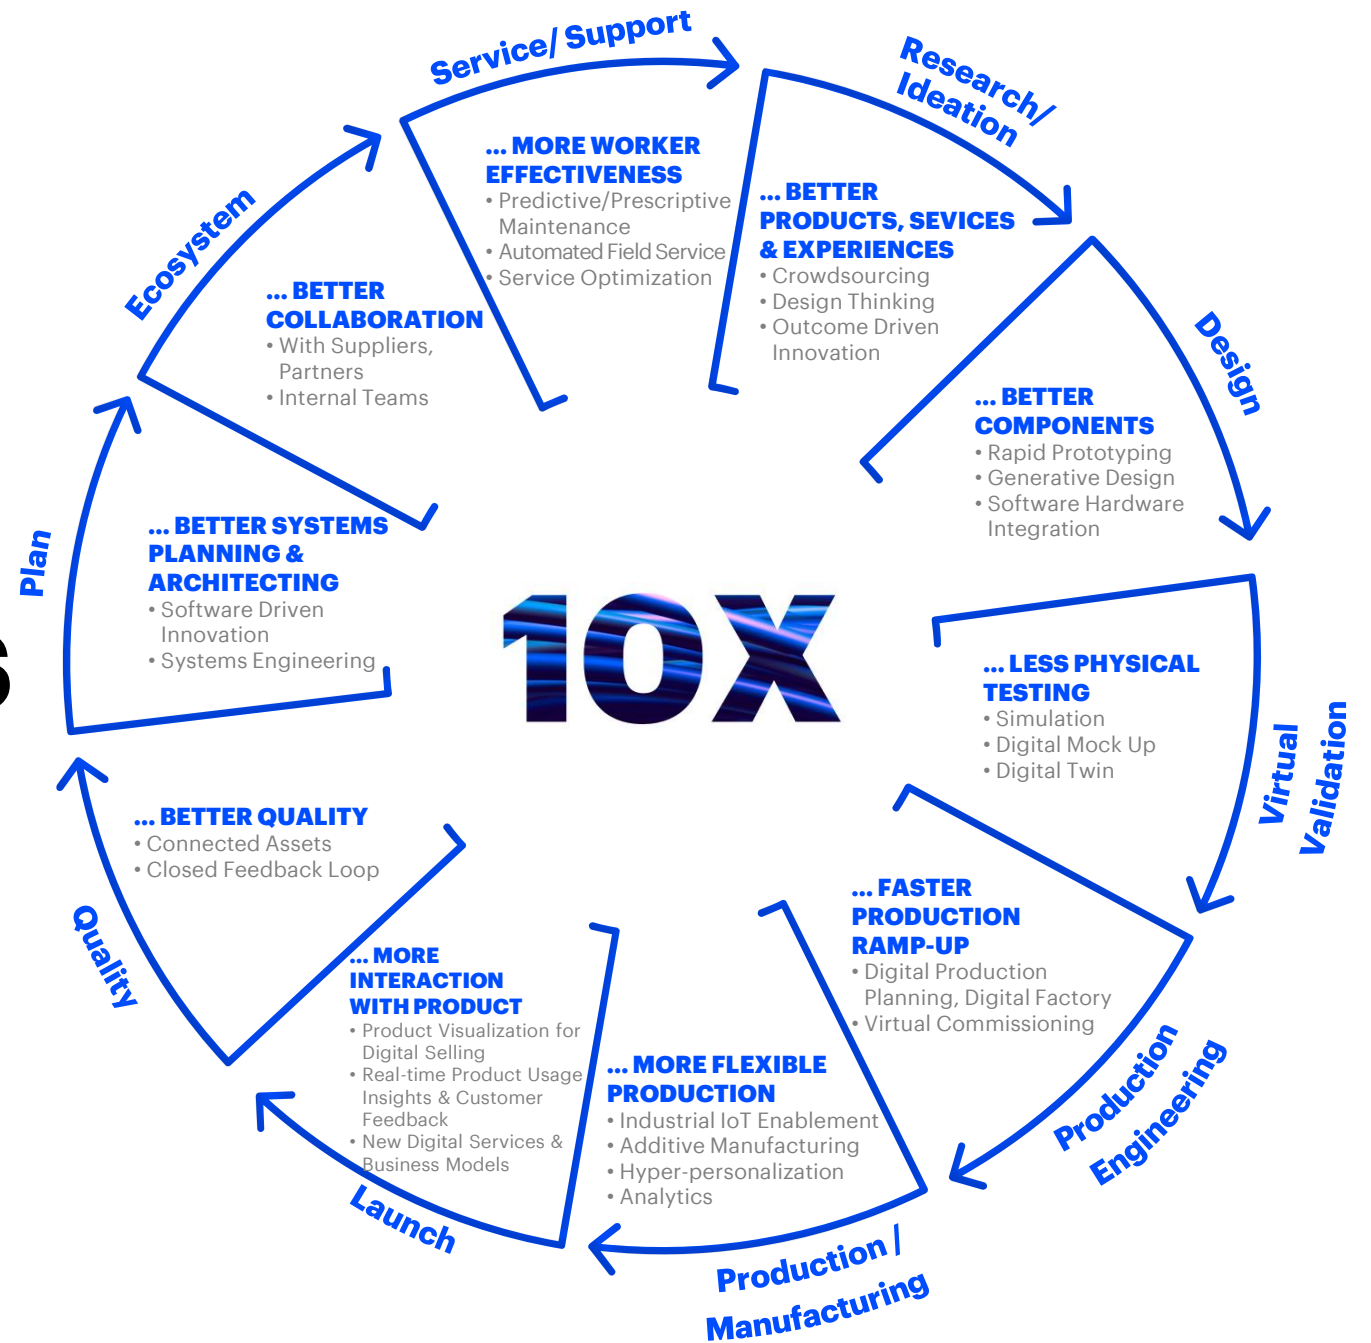 Service/ Support
... MORE WORKER
EFFECTIVENESS
• Predictive/Prescriptive
Maintenance
• Automated Field Service
• Service Optimization
Research/
Ideation
... BETTER
PRODUCTS, SEVICES
& EXPERIENCES
• Crowdsourcing
• Design Thinking
• Outcome Driven
Innovation
Design
... BETTER
COMPONENTS
• Rapid Prototyping
• Generative Design
• Software Hardware
Integration
Virtual
Validation
... LESS PHYSICAL
TESTING
• Simulation
• Digital Mock Up
• Digital Twin
Production
Engineering
... FASTER
PRODUCTION
RAMP-UP
• Digital Production
Planning, Digital Factory
• Virtual Commissioning
Production /
Manufacturing
... MORE FLEXIBLE
PRODUCTION
• Industrial IoT Enablement
• Additive Manufacturing
• Hyper-personalization
• Analytics
Launch
... MORE
INTERACTION
WITH PRODUCT
• Product Visualization for
Digital Selling
• Real-time Product Usage
Insights & Customer
Feedback
• New Digital Services &
Business Models
Quality
... BETTER QUALITY
• Connected Assets
• Closed Feedback Loop
Plan
... BETTER SYSTEMS
PLANNING &
ARCHITECTING
• Software Driven
Innovation
• Systems Engineering
Ecosystem
... BETTER
COLLABORATION
• With Suppliers,
Partners
• Internal Teams
10X